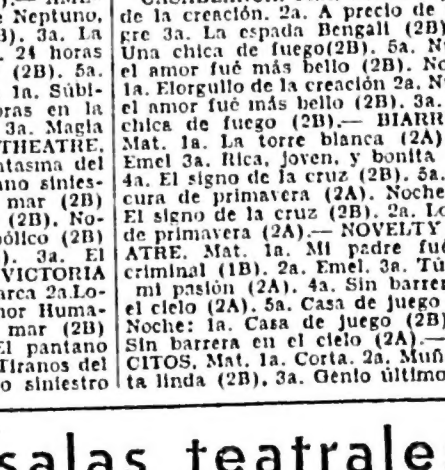 e Neptuno,
B). 3a. La
. 24 horas
(2B). 5a.
1a. Súbi-
oras en la
3a. Magia
THEATRE,
ntasma del
ano sinies-
mar (2B)
(2B). No-
ólico (2B)
). 3a. El
VICTORIA
arca 2a.Lo-
nor Huma-
mar (2B)
El pantano
Tiranos del
o siniestro
de la creción. 2a. A precio de
gre 3a. La espada Bengali (2B)
Una chica de fuego(2B). 5a. N
el amor fué más bello (2B). No
1a. Elorgullo de la creación 2a. N
el amor fué más bello (2B). 3a.
chica de fuego (2B).— BIARR
Mat. 1a. La torre blanca (2A)
Emel 3a. Rica, joven, y bonita
4a. El signo de la cruz (2B). 5a.
cura de primavera (2A). Noche
El signo de la cruz (2B). 2a. Lo
de primavera (2A).— NOVELTY
ATRE. Mat. 1a. Mi padre fué
criminal (1B). 2a. Emel. 3a. Tú
mi pasión (2A). 4a. Sin barrer
el cielo (2A). 5a. Casa de juego
Noche: 1a. Casa de juego (2B)
Sin barrera en el cielo (2A).—
CITOS, Mat. 1a. Corta. 2a. Muñ
ta linda (2B). 3a. Genio último
salas teatrale